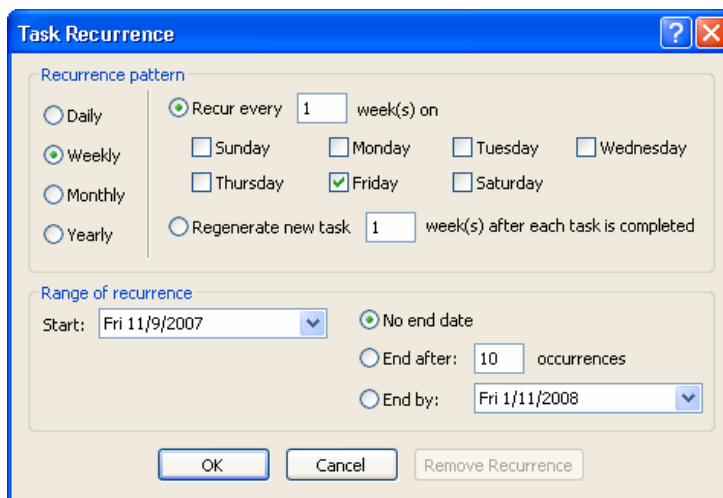 Task Recurrence
Recurrence pattern
Daily
Weekly
Monthly
Yearly
Recur every 1 week(s) on
Sunday Monday Tuesday Wednesday
Thursday Friday Saturday
Regenerate new task 1 week(s) after each task is completed
Range of recurrence
Start: Fri 11/9/2007
No end date
End after: 10 occurrences
End by: Fri 1/11/2008
OK Cancel Remove Recurrence